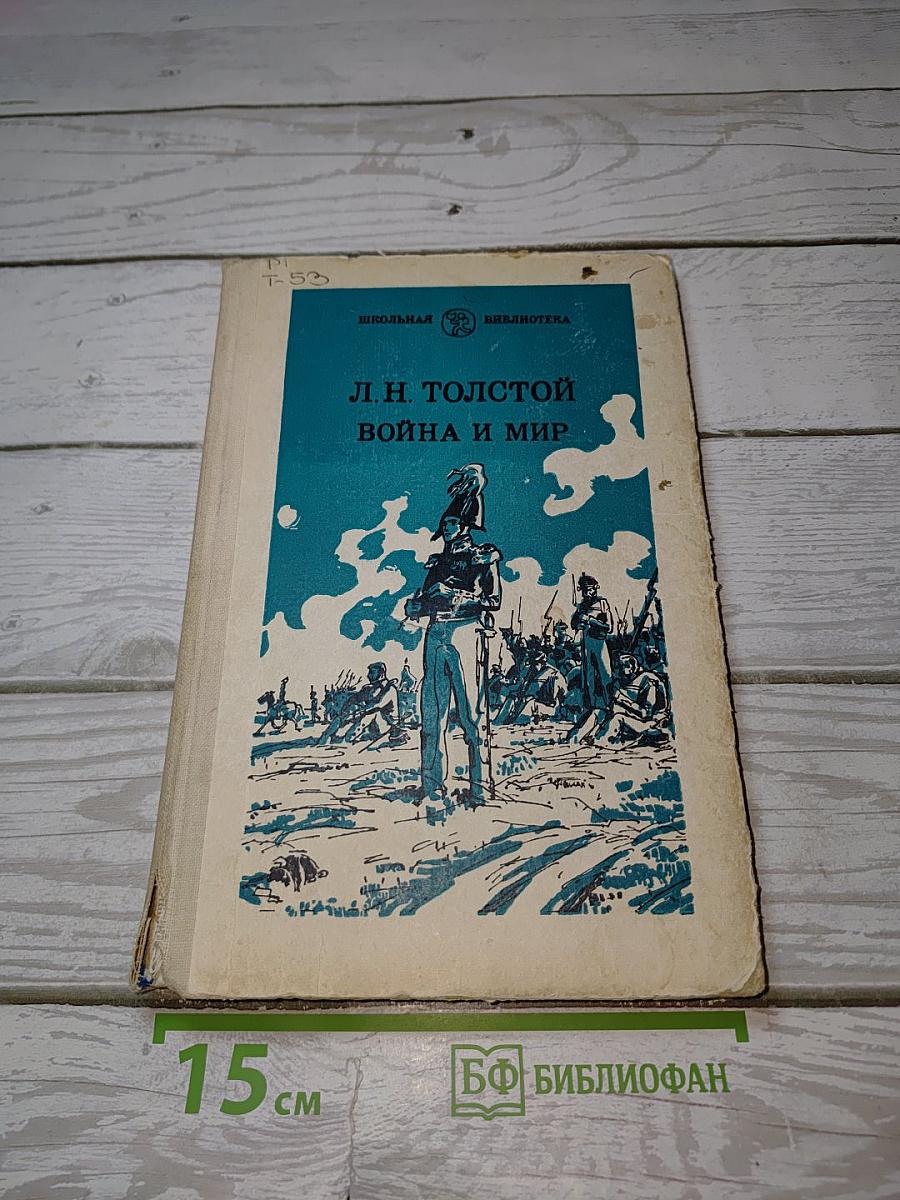 Р1
Т-53
ШКОЛЬНАЯ БИБЛИОТЕКА
Л. Н. ТОЛСТОЙ
ВОЙНА И МИР
15 см
БФ БИБЛИОФАН